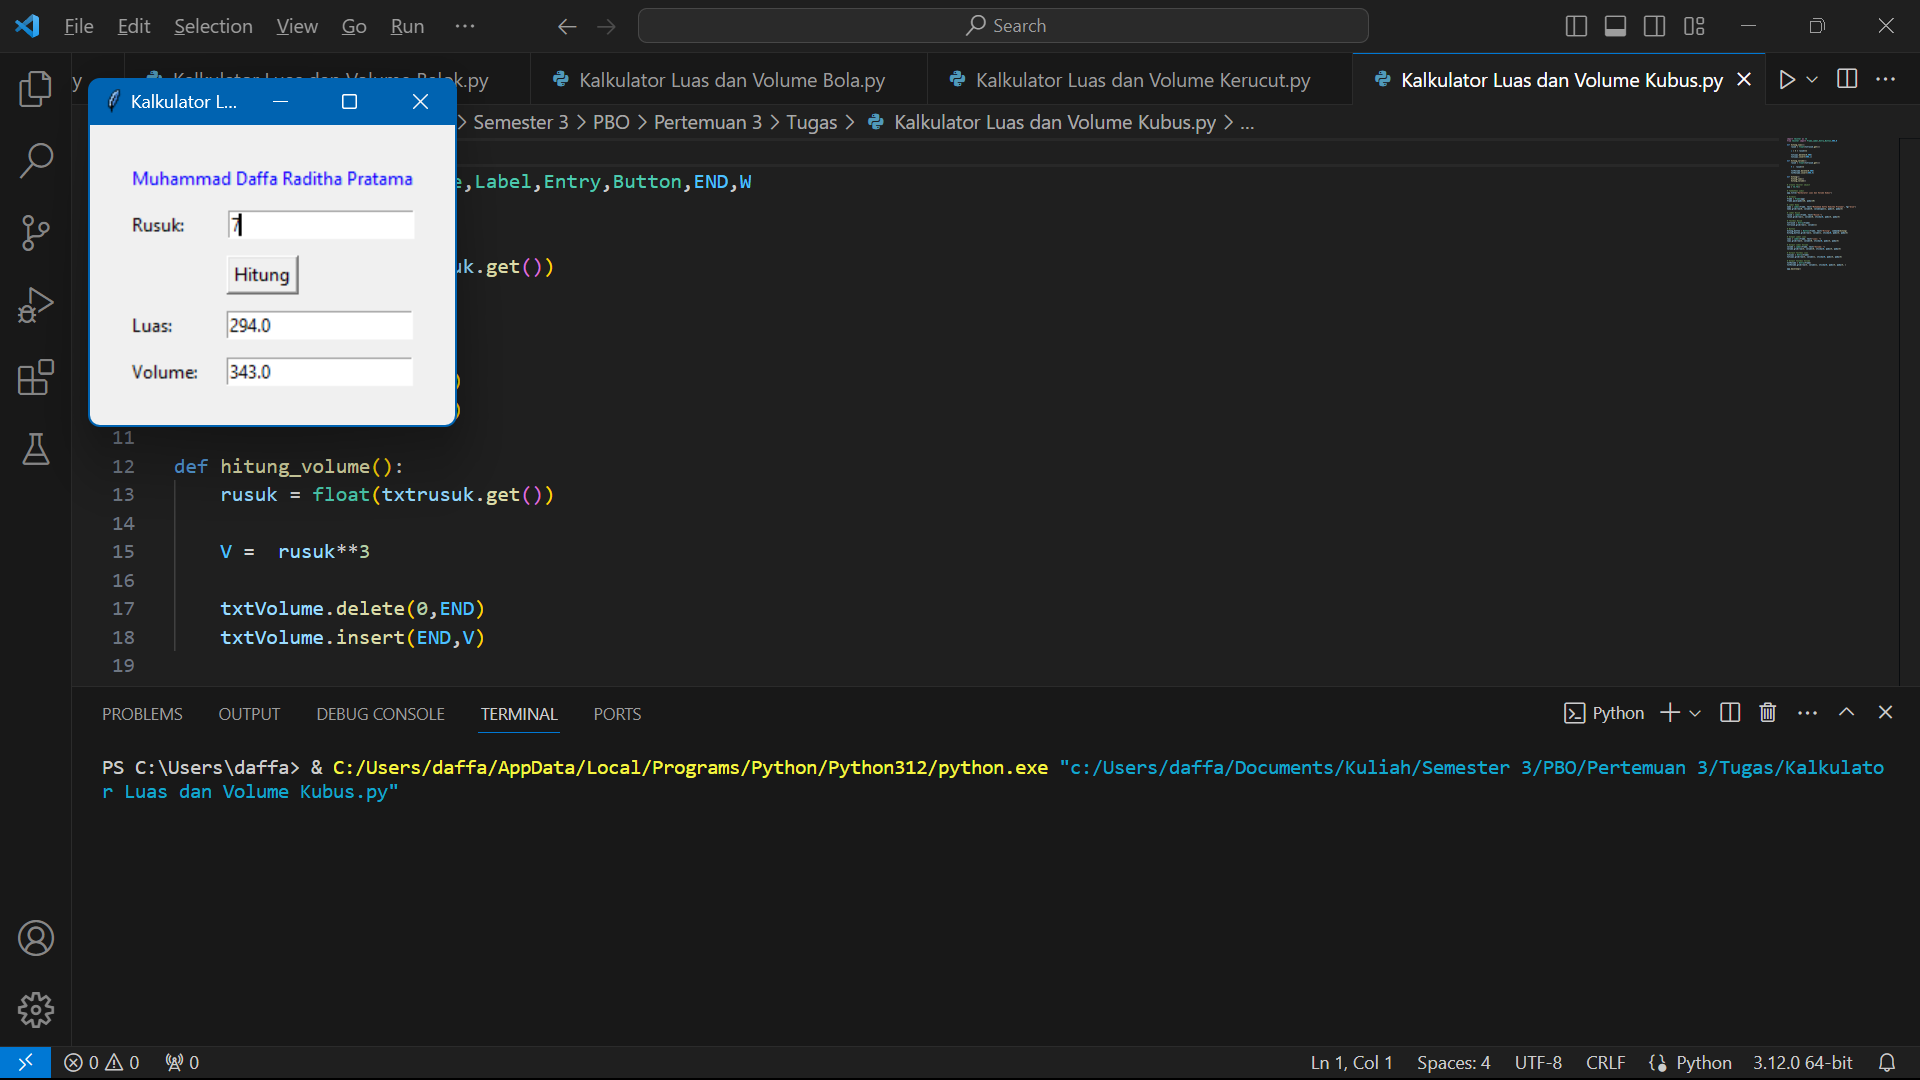 File Edit Selection View Go Run ··· Search
y Kalkulator Luas dan Volume Balok.py Kalkulator Luas dan Volume Bola.py Kalkulator Luas dan Volume Kerucut.py Kalkulator Luas dan Volume Kubus.py
Kalkulator L...
> Semester 3 > PBO > Pertemuan 3 > Tugas > Kalkulator Luas dan Volume Kubus.py > ...
Muhammad Daffa Raditha Pratama
,Label,Entry,Button,END,W
Rusuk: 7
uk.get())
Hitung
Luas: 294.0
Volume: 343.0
)
)
11
12 def hitung_volume():
13 rusuk = float(txtrusuk.get())
14
15 V =  rusuk**3
16
17 txtVolume.delete(0,END)
18 txtVolume.insert(END,V)
19
PROBLEMS OUTPUT DEBUG CONSOLE TERMINAL PORTS Python
PS C:\Users\daffa> & C:/Users/daffa/AppData/Local/Programs/Python/Python312/python.exe "c:/Users/daffa/Documents/Kuliah/Semester 3/PBO/Pertemuan 3/Tugas/Kalkulato
r Luas dan Volume Kubus.py"
0 0 0 Ln 1, Col 1 Spaces: 4 UTF-8 CRLF Python 3.12.0 64-bit